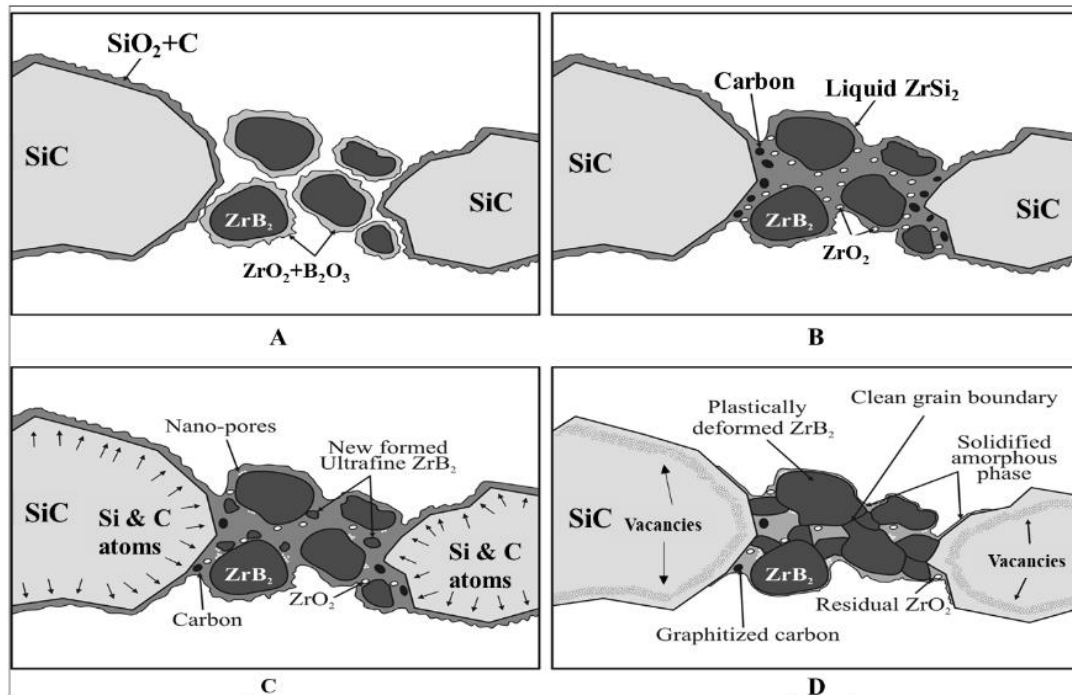 SiO₂+C
SiC
SiC
ZrB₂
ZrO₂+B₂O₃
A
Carbon
Liquid ZrSi₂
SiC
SiC
ZrB₂
ZrO₂
B
Nano-pores
New formed
Ultrafine ZrB₂
SiC
Si & C
atoms
Si & C
atoms
ZrB₂
ZrO₂
Carbon
C
Plastically
deformed ZrB₂
Clean grain boundary
Solidified
amorphous
phase
SiC
Vacancies
Vacancies
ZrB₂
Residual ZrO₂
Graphitized carbon
D